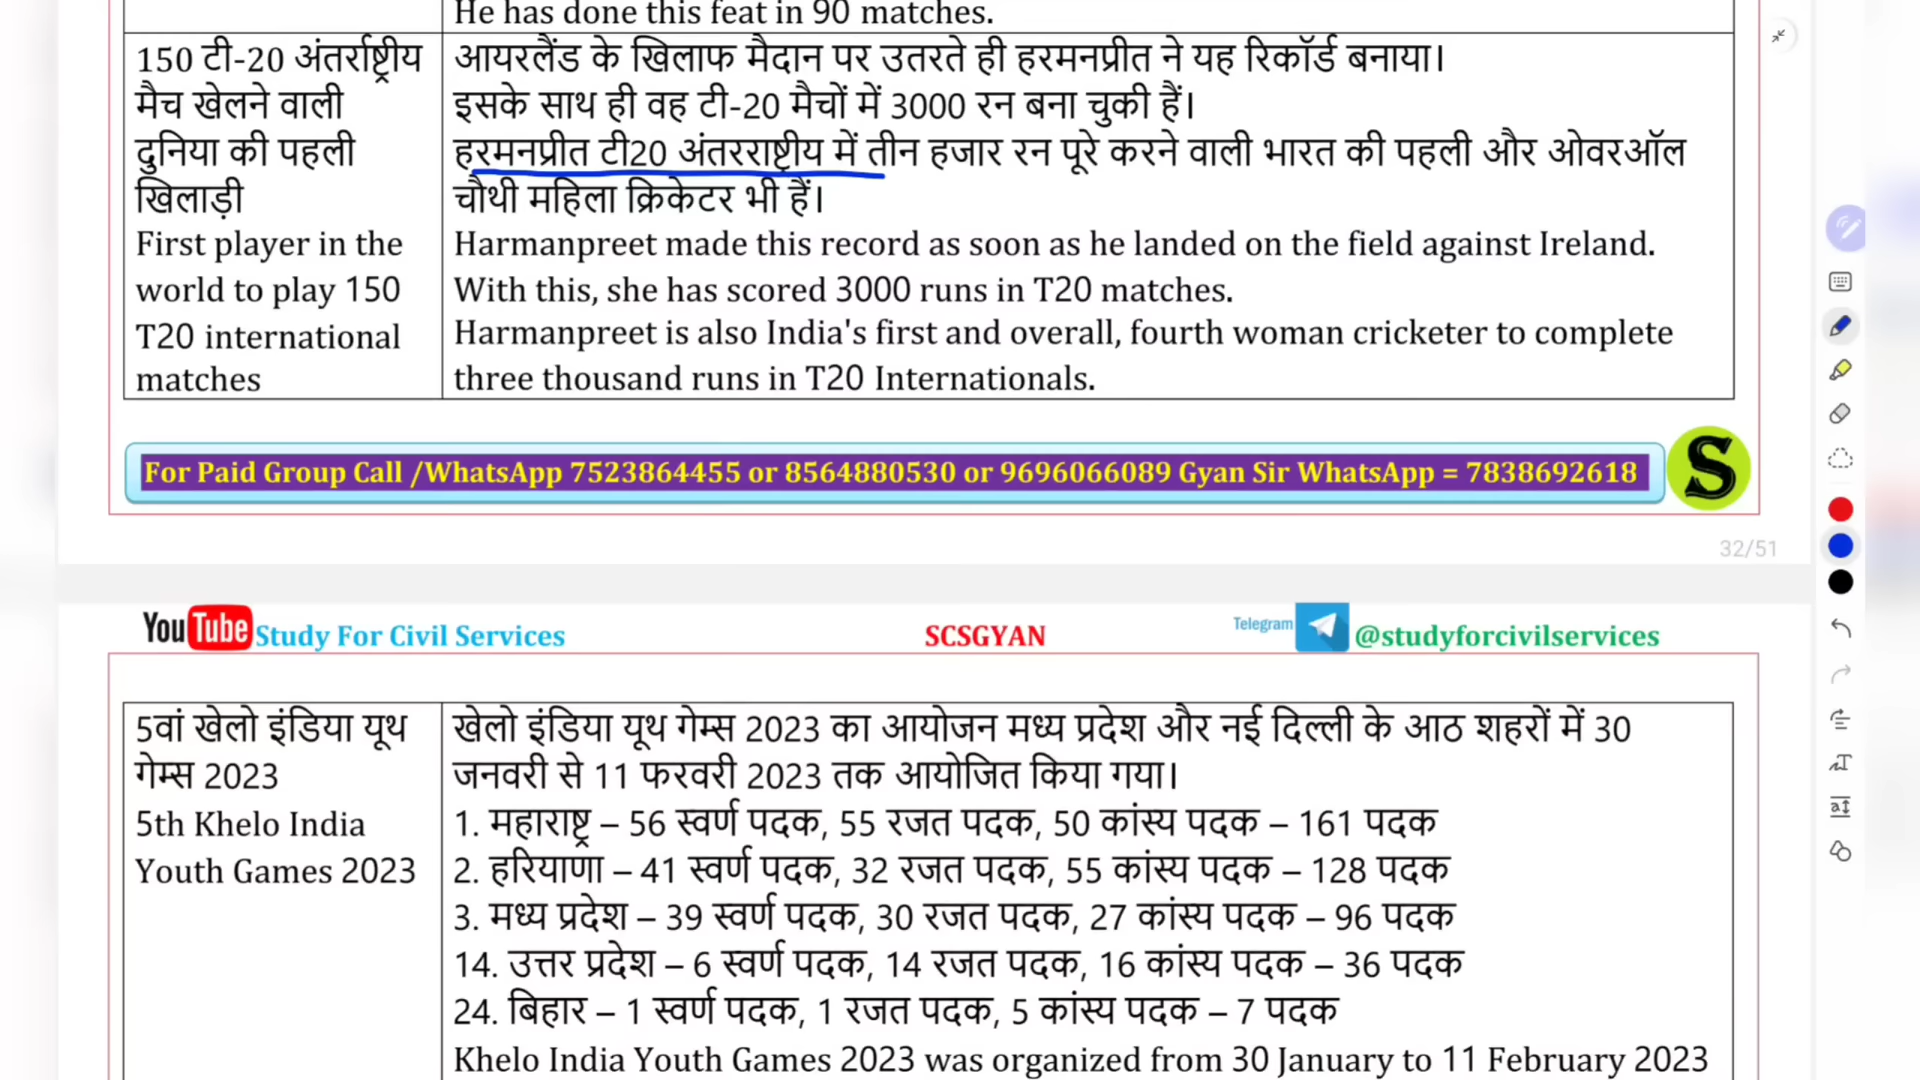 He has done this feat in 90 matches.
150 टी-20 अंतर्राष्ट्रीय
मैच खेलने वाली
दुनिया की पहली
खिलाड़ी
First player in the
world to play 150
T20 international
matches
आयरलैंड के खिलाफ मैदान पर उतरते ही हरमनप्रीत ने यह रिकॉर्ड बनाया।
इसके साथ ही वह टी-20 मैचों में 3000 रन बना चुकी हैं।
हरमनप्रीत टी20 अंतरराष्ट्रीय में तीन हजार रन पूरे करने वाली भारत की पहली और ओवरऑल
चौथी महिला क्रिकेटर भी हैं।
Harmanpreet made this record as soon as he landed on the field against Ireland.
With this, she has scored 3000 runs in T20 matches.
Harmanpreet is also India's first and overall, fourth woman cricketer to complete
three thousand runs in T20 Internationals.
For Paid Group Call /WhatsApp 7523864455 or 8564880530 or 9696066089 Gyan Sir WhatsApp = 7838692618
S
32/51
YouTube Study For Civil Services
SCSGYAN
Telegram @studyforcivilservices
5वां खेलो इंडिया यूथ
गेम्स 2023
5th Khelo India
Youth Games 2023
खेलो इंडिया यूथ गेम्स 2023 का आयोजन मध्य प्रदेश और नई दिल्ली के आठ शहरों में 30
जनवरी से 11 फरवरी 2023 तक आयोजित किया गया।
1. महाराष्ट्र – 56 स्वर्ण पदक, 55 रजत पदक, 50 कांस्य पदक – 161 पदक
2. हरियाणा – 41 स्वर्ण पदक, 32 रजत पदक, 55 कांस्य पदक – 128 पदक
3. मध्य प्रदेश – 39 स्वर्ण पदक, 30 रजत पदक, 27 कांस्य पदक – 96 पदक
14. उत्तर प्रदेश – 6 स्वर्ण पदक, 14 रजत पदक, 16 कांस्य पदक – 36 पदक
24. बिहार – 1 स्वर्ण पदक, 1 रजत पदक, 5 कांस्य पदक – 7 पदक
Khelo India Youth Games 2023 was organized from 30 January to 11 February 2023